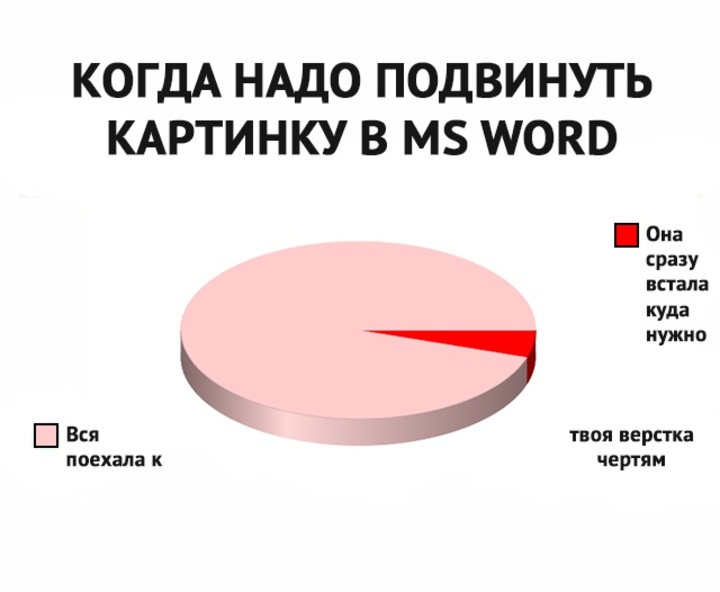 КОГДА НАДО ПОДВИНУТЬ
КАРТИНКУ В MS WORD
Она
сразу
встала
куда
нужно
Вся твоя верстка
поехала к чертям